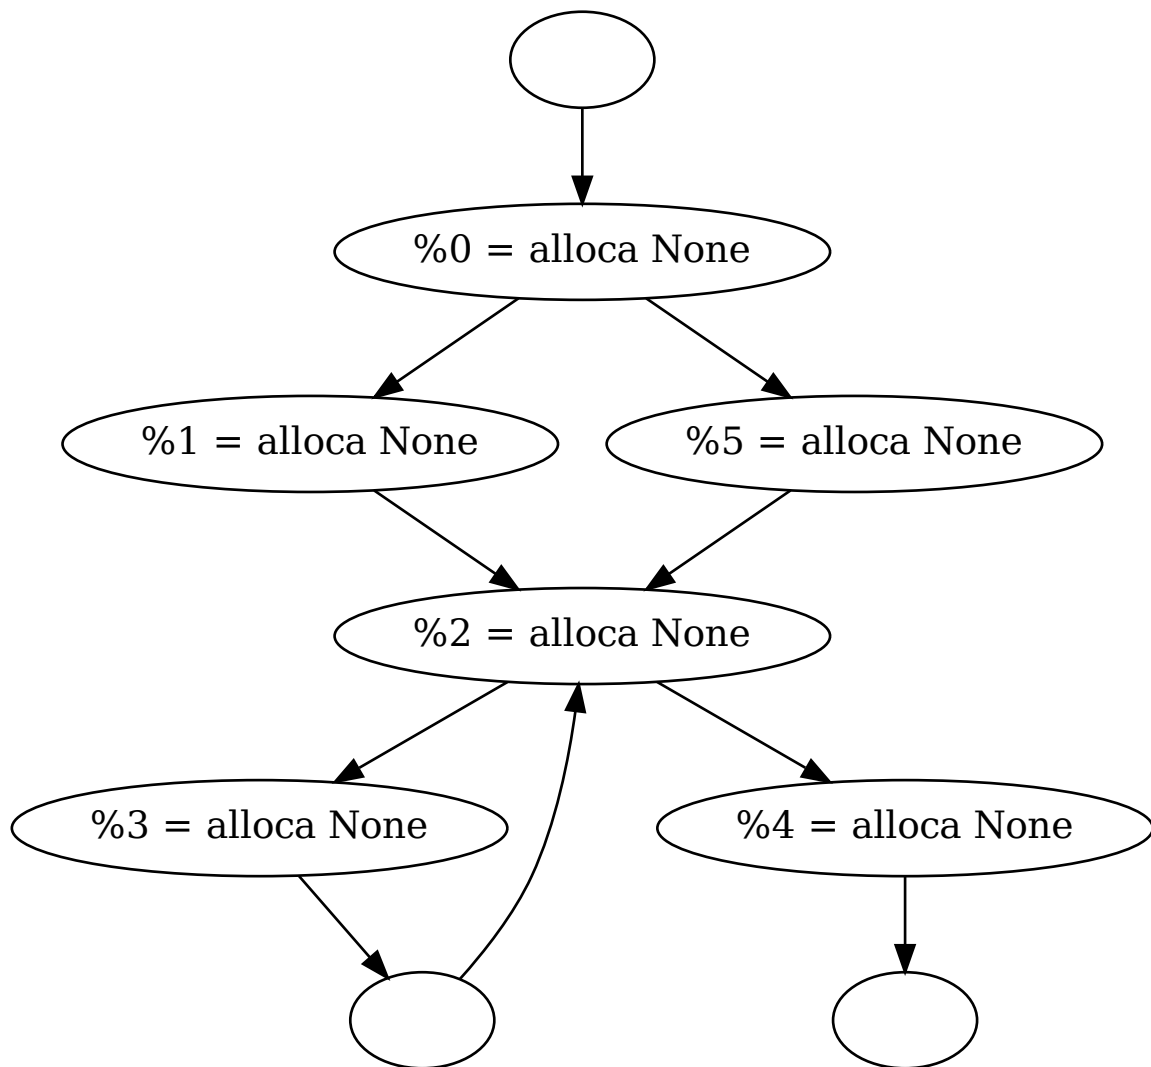 %0 = alloca None
%1 = alloca None
%5 = alloca None
%2 = alloca None
%3 = alloca None
%4 = alloca None